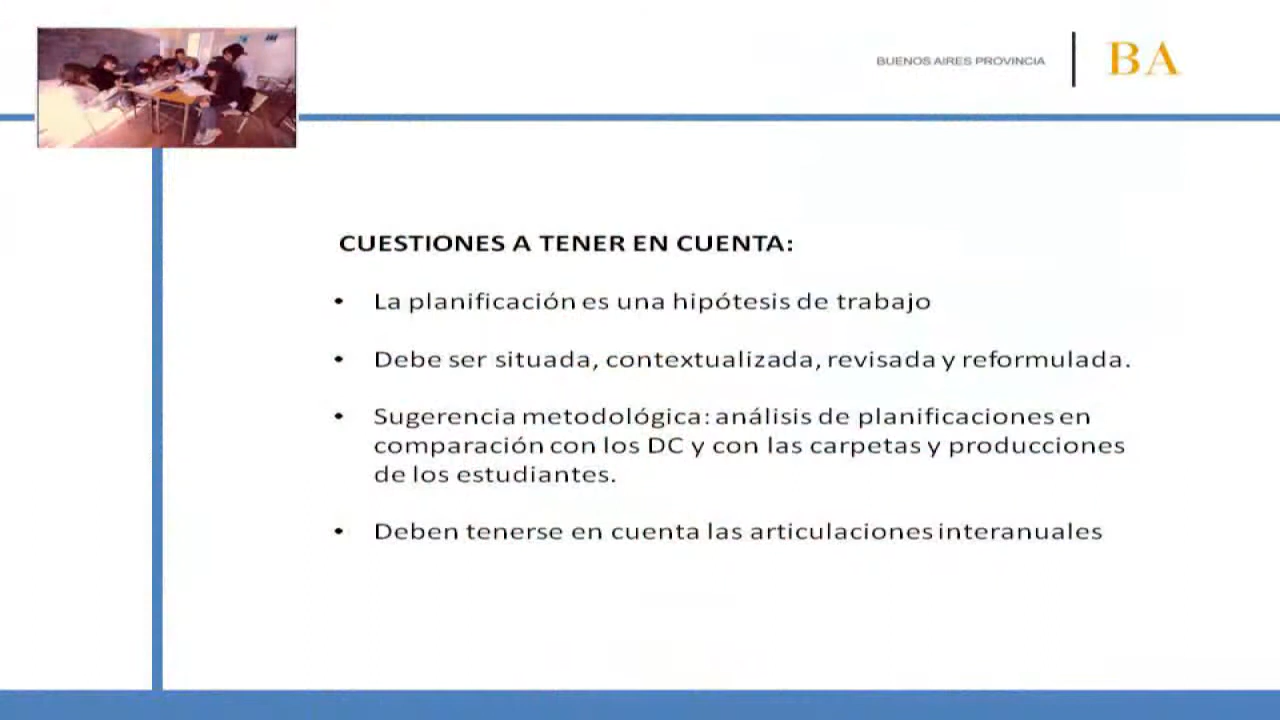 BUENOS AIRES PROVINCIA
BA
CUESTIONES A TENER EN CUENTA:
• La planificación es una hipótesis de trabajo
• Debe ser situada, contextualizada, revisada y reformulada.
• Sugerencia metodológica: análisis de planificaciones en
comparación con los DC y con las carpetas y producciones
de los estudiantes.
• Deben tenerse en cuenta las articulaciones interanuales